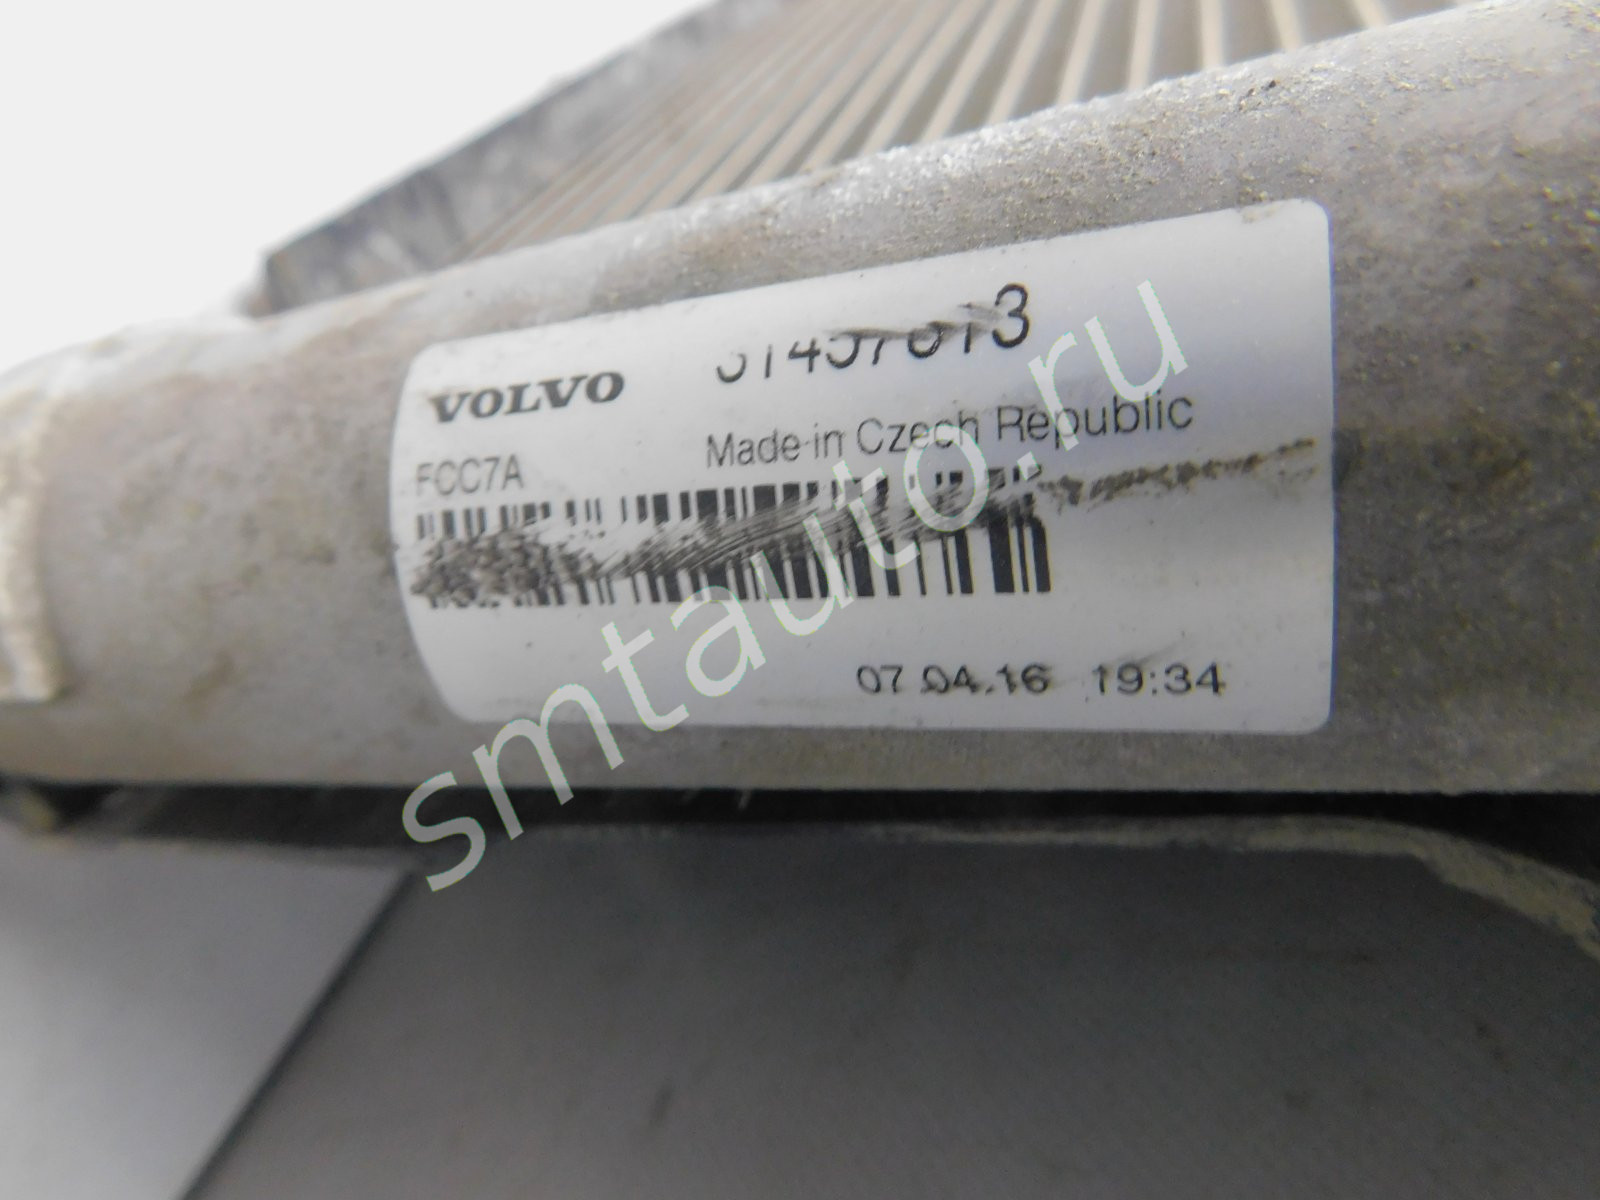 VOLVO
Made in Czech Republic
FCC7A
07.04.16 19:34
smtauto.ru